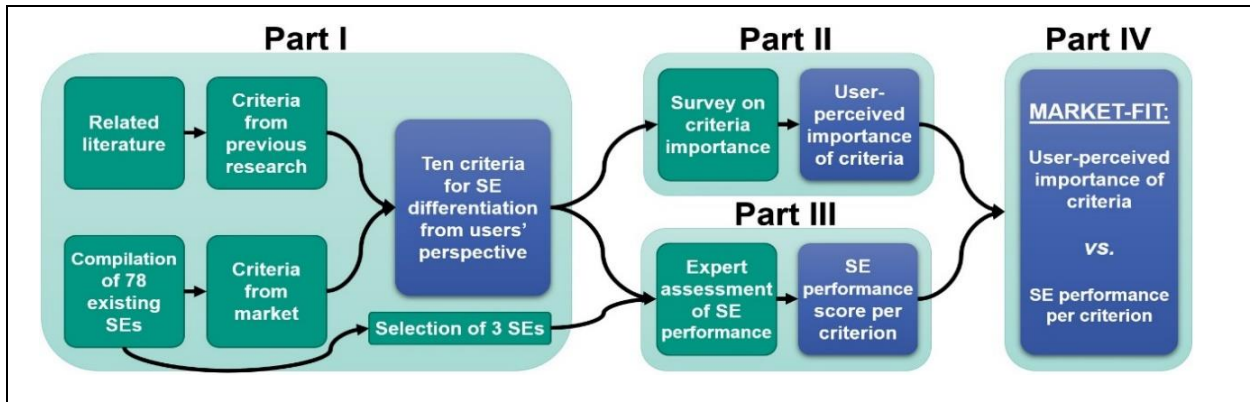 Part I
Related
literature
Criteria
from
previous
research
Compilation
of 78
existing
SEs
Criteria
from
market
Ten criteria
for SE
differentiation
from users'
perspective
Selection of 3 SEs
Part II
Survey on
criteria
importance
User-
perceived
importance
of criteria
Part III
Expert
assessment
of SE
performance
SE
performance
score per
criterion
Part IV
MARKET-FIT:
User-perceived
importance of
criteria
vs.
SE performance
per criterion